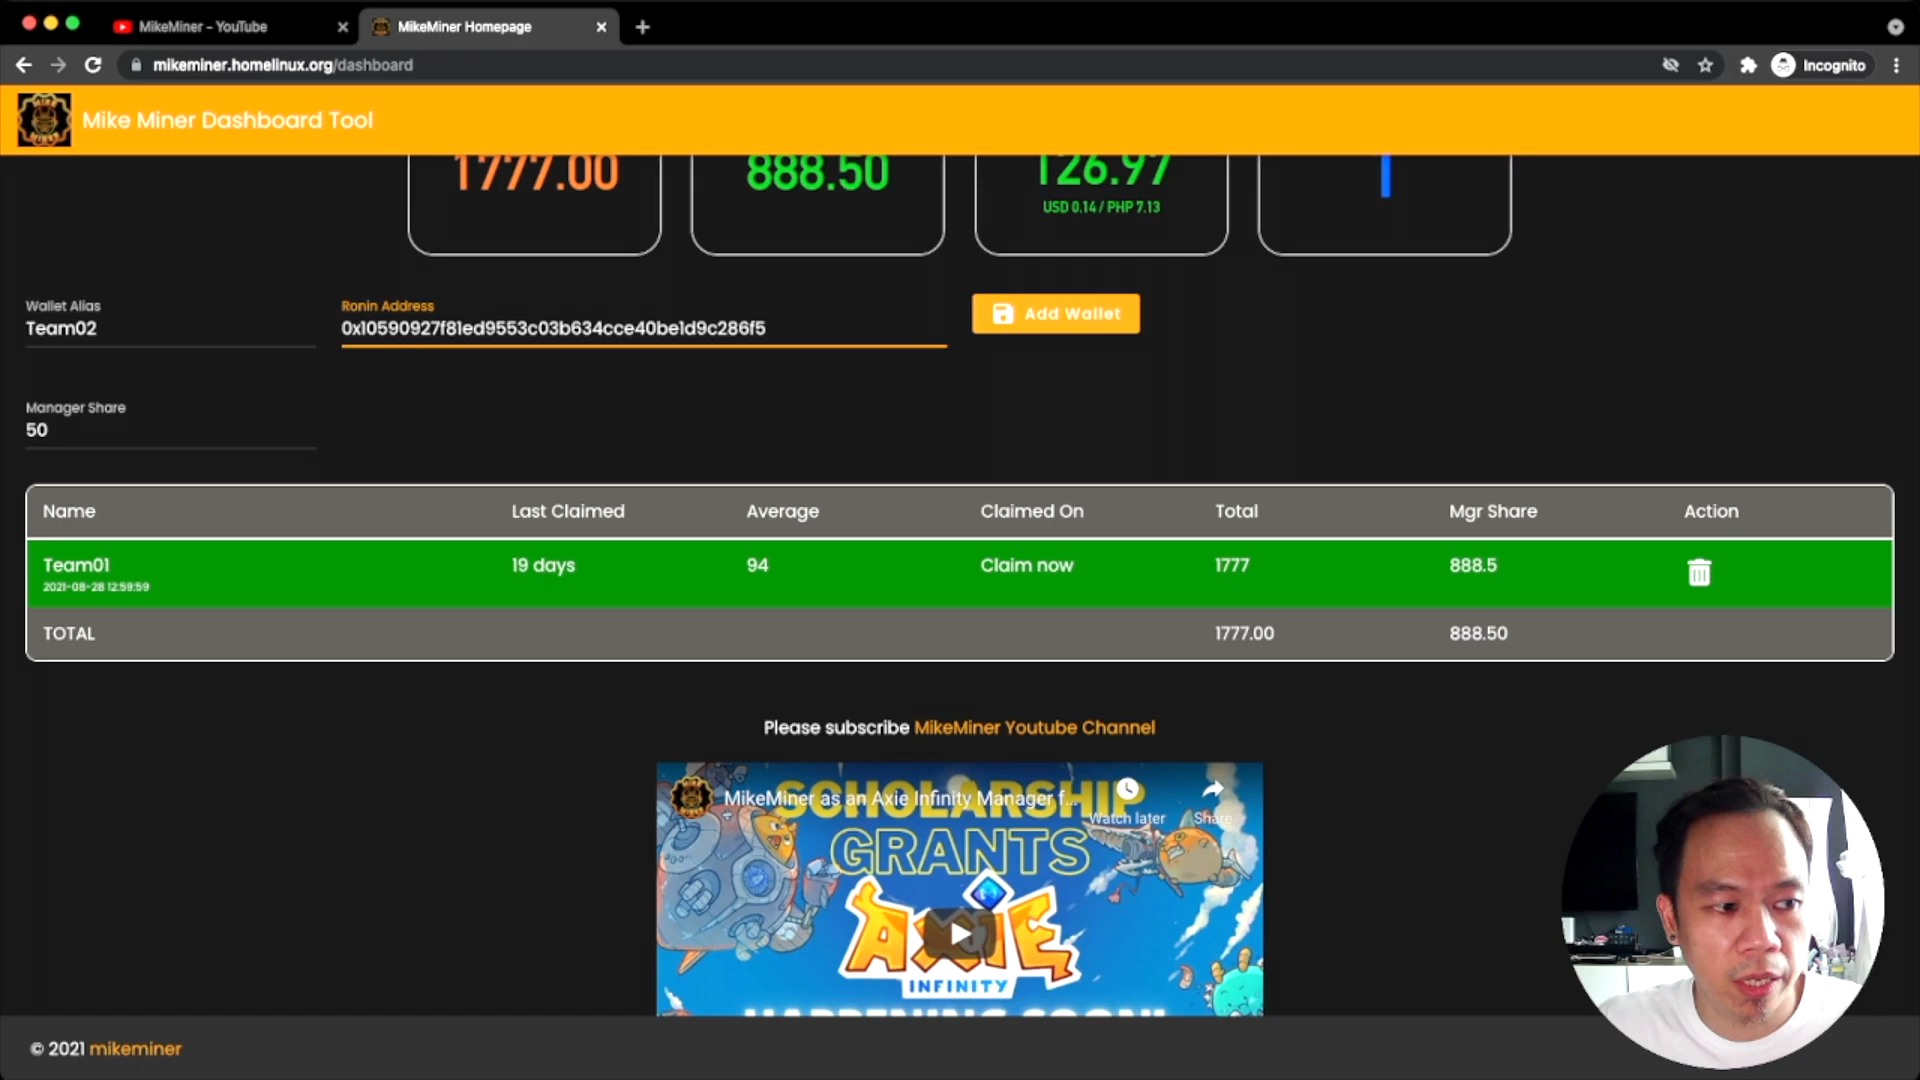 MikeMiner - YouTube
MikeMiner Homepage
mikeminer.homelinux.org/dashboard
Incognito
Mike Miner Dashboard Tool
1777.00
888.50
126.97
1
USD 0.14 / PHP 7.13
Wallet Alias
Team02
Ronin Address
0x10590927f81ed9553c03b634cce40be1d9c286f5
Add Wallet
Manager Share
50
Name Last Claimed Average Claimed On Total Mgr Share Action
Team01 19 days 94 Claim now 1777 888.5
2021-08-28 12:59:59
TOTAL 1777.00 888.50
Please subscribe MikeMiner Youtube Channel
MikeMiner as an Axie Infinity Manager f...
Watch later
Share
SCHOLARSHIP
GRANTS
AXIE
INFINITY
HAPPENING SOON!
© 2021 mikeminer